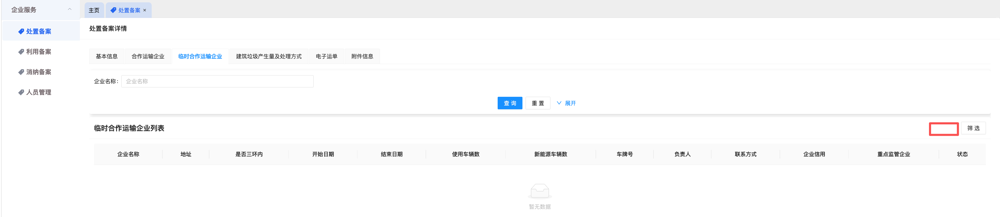 企业服务
主页
处置备案 ×
处置备案
利用备案
消纳备案
人员管理
处置备案详情
基本信息 合作运输企业 临时合作运输企业 建筑垃圾产生量及处理方式 电子运单 附件信息
企业名称: 企业名称
查 询 重 置 展开
临时合作运输企业列表
筛 选
企业名称 地址 是否三环内 开始日期 结束日期 使用车辆数 新能源车辆数 车牌号 负责人 联系方式 企业信用 重点监管企业 状态
暂无数据